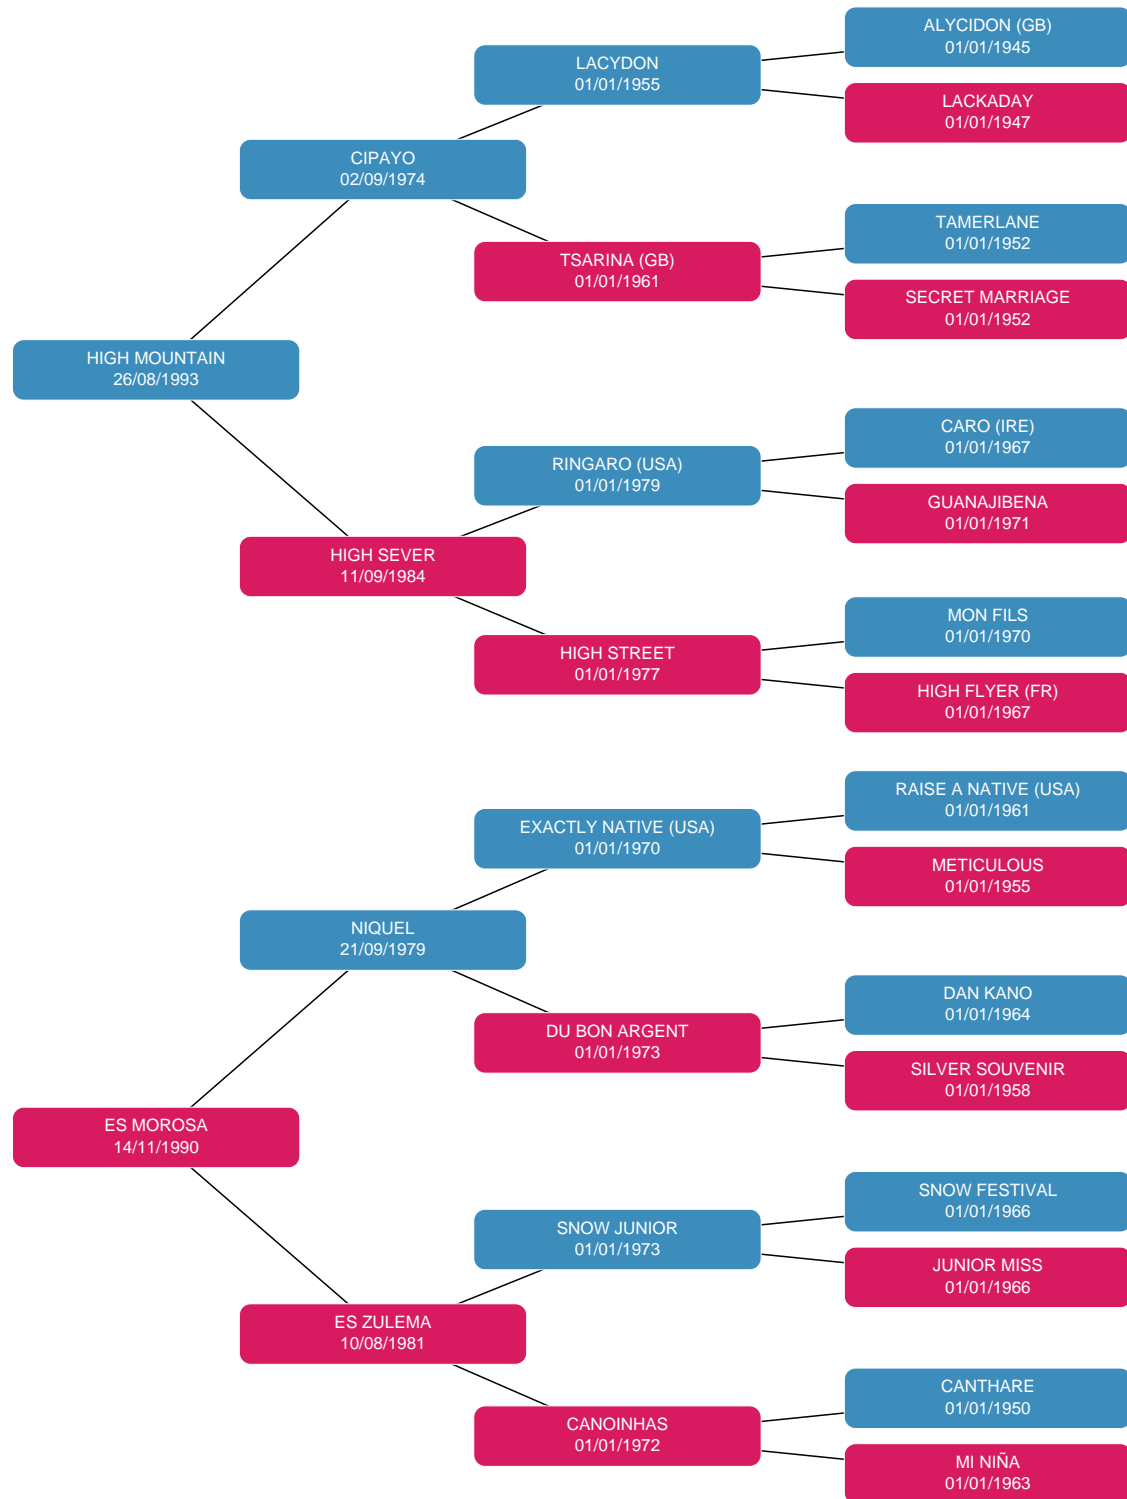 ALYCIDON (GB)
01/01/1945
LACYDON
01/01/1955
LACKADAY
01/01/1947
CIPAYO
02/09/1974
TAMERLANE
01/01/1952
TSARINA (GB)
01/01/1961
SECRET MARRIAGE
01/01/1952
HIGH MOUNTAIN
26/08/1993
CARO (IRE)
01/01/1967
RINGARO (USA)
01/01/1979
GUANAJIBENA
01/01/1971
HIGH SEVER
11/09/1984
MON FILS
01/01/1970
HIGH STREET
01/01/1977
HIGH FLYER (FR)
01/01/1967
RAISE A NATIVE (USA)
01/01/1961
EXACTLY NATIVE (USA)
01/01/1970
METICULOUS
01/01/1955
NIQUEL
21/09/1979
DAN KANO
01/01/1964
DU BON ARGENT
01/01/1973
SILVER SOUVENIR
01/01/1958
ES MOROSA
14/11/1990
SNOW FESTIVAL
01/01/1966
SNOW JUNIOR
01/01/1973
JUNIOR MISS
01/01/1966
ES ZULEMA
10/08/1981
CANTHARE
01/01/1950
CANOINHAS
01/01/1972
MI NIÑA
01/01/1963